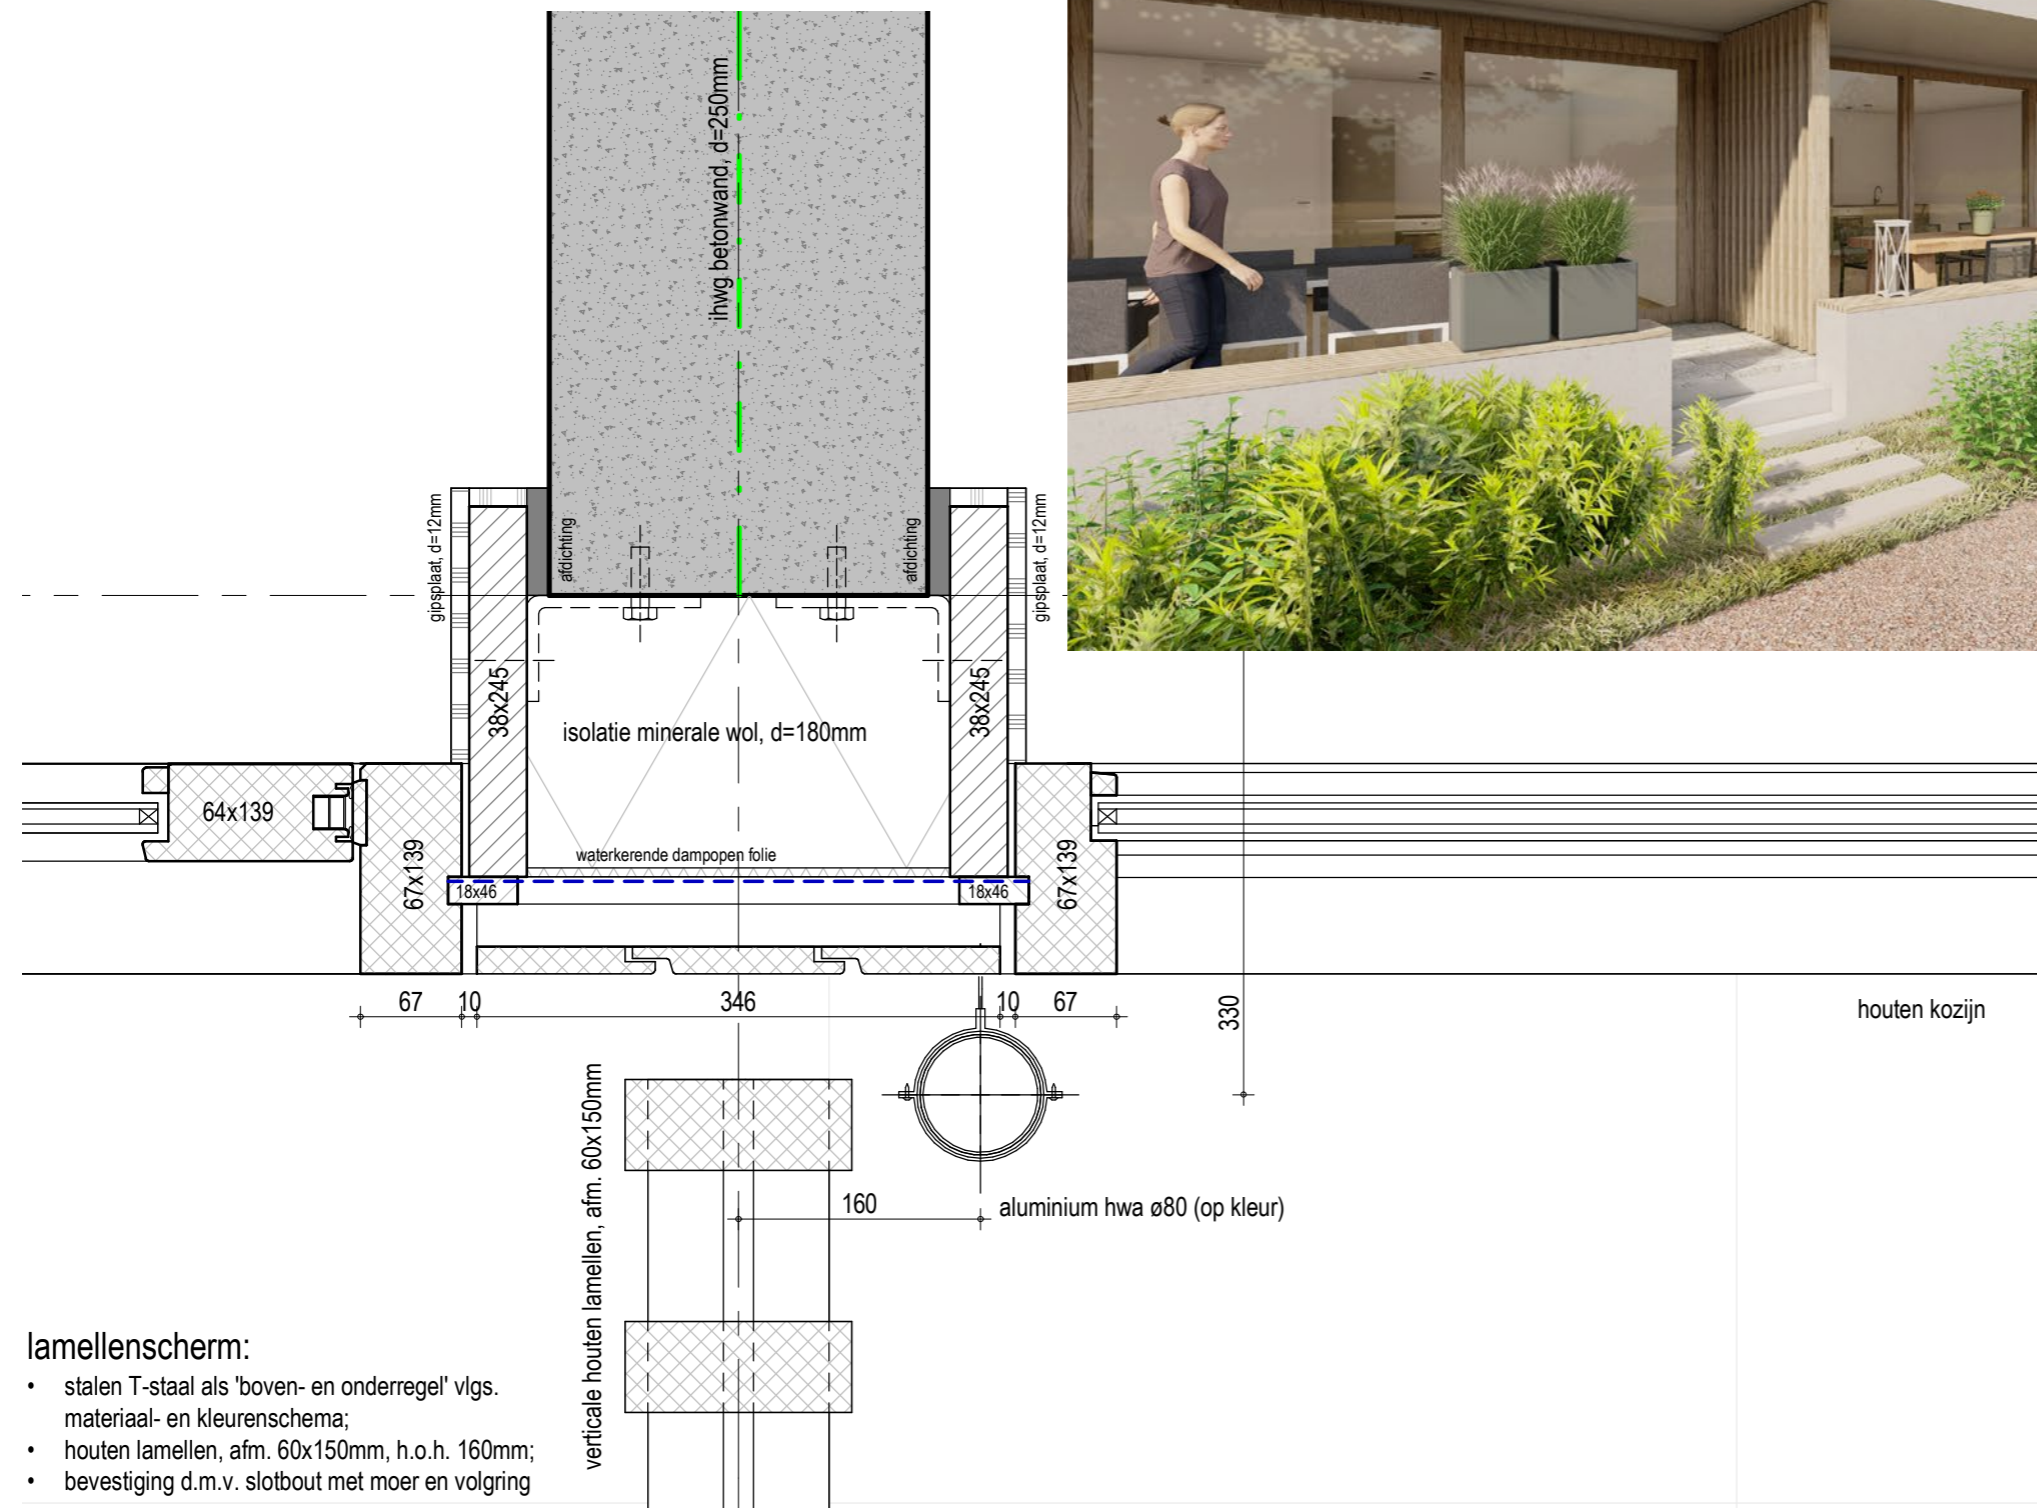 ihwg betonwand, d=250mm
gipsplaat, d=12mm
afdichting
afdichting
gipsplaat, d=12mm
38x245
38x245
isolatie minerale wol, d=180mm
64x139
67x139
waterkerende dampopen folie
67x139
18x46
18x46
67
10
346
10
67
330
houten kozijn
verticale houten lamellen, afm. 60x150mm
160
aluminium hwa ø80 (op kleur)
lamellenscherm:
• stalen T-staal als 'boven- en onderregel' vlgs.
materiaal- en kleurenschema;
• houten lamellen, afm. 60x150mm, h.o.h. 160mm;
• bevestiging d.m.v. slotbout met moer en volgring